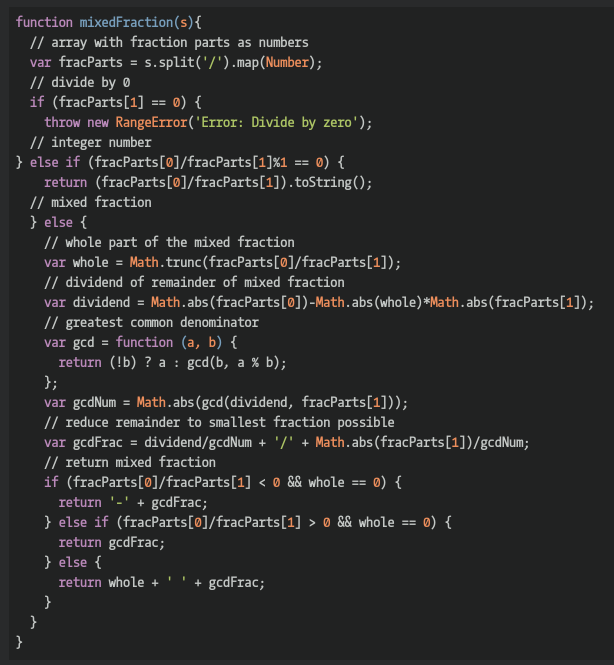 function mixedFraction(s){
  // array with fraction parts as numbers
  var fracParts = s.split('/').map(Number);
  // divide by 0
  if (fracParts[1] == 0) {
    throw new RangeError('Error: Divide by zero');
  // integer number
} else if (fracParts[0]/fracParts[1]%1 == 0) {
    return (fracParts[0]/fracParts[1]).toString();
  // mixed fraction
  } else {
    // whole part of the mixed fraction
    var whole = Math.trunc(fracParts[0]/fracParts[1]);
    // dividend of remainder of mixed fraction
    var dividend = Math.abs(fracParts[0])-Math.abs(whole)*Math.abs(fracParts[1]);
    // greatest common denominator
    var gcd = function (a, b) {
      return (!b) ? a : gcd(b, a % b);
    };
    var gcdNum = Math.abs(gcd(dividend, fracParts[1]));
    // reduce remainder to smallest fraction possible
    var gcdFrac = dividend/gcdNum + '/' + Math.abs(fracParts[1])/gcdNum;
    // return mixed fraction
    if (fracParts[0]/fracParts[1] < 0 && whole == 0) {
      return '-' + gcdFrac;
    } else if (fracParts[0]/fracParts[1] > 0 && whole == 0) {
      return gcdFrac;
    } else {
      return whole + ' ' + gcdFrac;
    }
  }
}